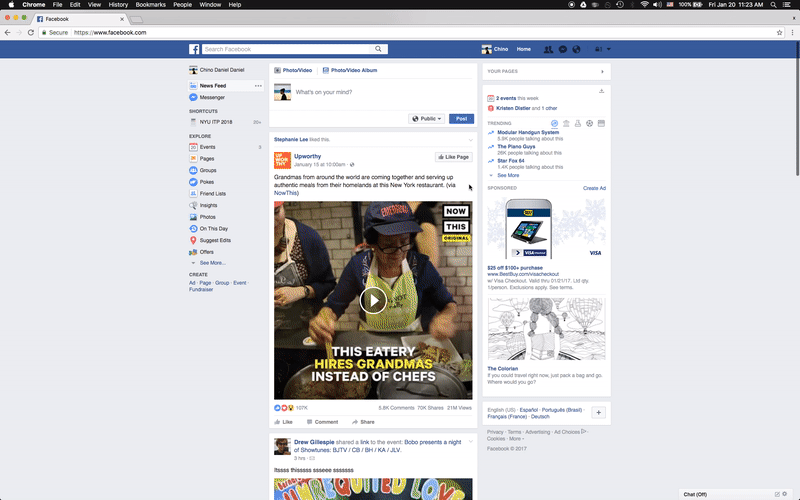 Chrome File Edit View History Bookmarks People Window Help
100% Fri Jan 20 11:23 AM
Facebook
Secure https://www.facebook.com
Search Facebook
Chino Home
Chino Daniel Daniel
News Feed
Messenger
SHORTCUTS
NYU ITP 2018 20+
EXPLORE
Events 3
Pages
Groups
Pokes
Friend Lists
Insights
Photos
On This Day
Suggest Edits
Offers
See More...
CREATE
Ad · Page · Group · Event ·
Fundraiser
Photo/Video Photo/Video Album
What's on your mind?
Public Post
Stephanie Lee liked this.
UP
WOR
THY
Upworthy
January 13 at 10:00am ·
Like Page
Grandmas from around the world are coming together and serving up
authentic meals from their homelands at this New York restaurant. (via
NowThis)
NOW
THIS
ORIGINAL
THIS EATERY
HIRES GRANDMAS
INSTEAD OF CHEFS
107K 5.8K Comments 70K Shares 21M Views
Like Comment Share
Drew Gillespie shared a link to the event: Bobo presents a night
of Showtunes: BJTV / CB / BH / KA / JLV.
3 hrs ·
Itssss thisssss ssseee sssssss
UNREQUITED LOVE
YOUR PAGES
2 events this week
Kristen Distler and 1 other
TRENDING
Modular Handgun System
5.9K people talking about this
The Piano Guys
26K people talking about this
Star Fox 64
1.4K people talking about this
See More
SPONSORED Create Ad
VISA Checkout
VISA
$25 off $100+ purchase
www.BestBuy.com/visacheckout
w/ Visa Checkout. Valid thru 01/21/17. Ltd qty.
1/person. Exclusions apply. See terms.
The Colorian
If you could travel right now, just pack a bag and go.
Where would you go?
English (US) · Español · Português (Brasil) ·
Français (France) · Deutsch
Privacy · Terms · Advertising · Ad Choices ·
Cookies · More
Facebook © 2017
Chat (Off)